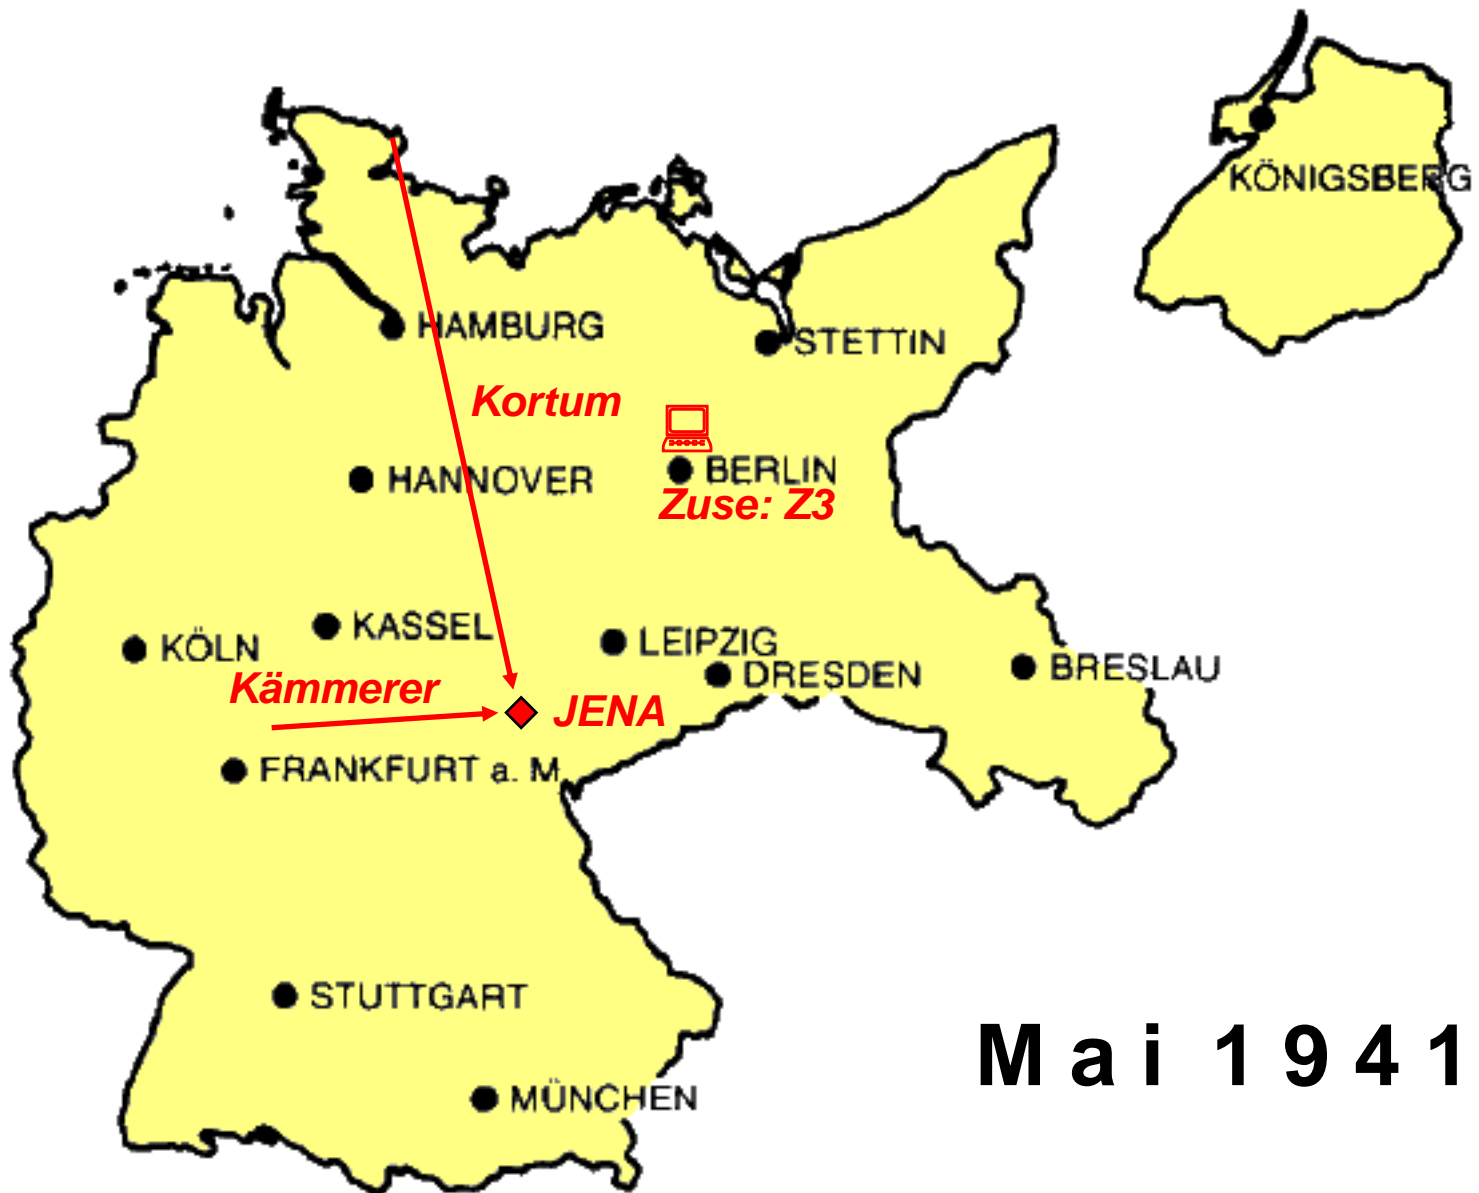 KÖNIGSBERG
HAMBURG
STETTIN
Kortum
BERLIN
HANNOVER
Zuse: Z3
KASSEL
LEIPZIG
KÖLN
BRESLAU
DRESDEN
Kämmerer
JENA
FRANKFURT a. M.
STUTTGART
Mai 1941
MÜNCHEN